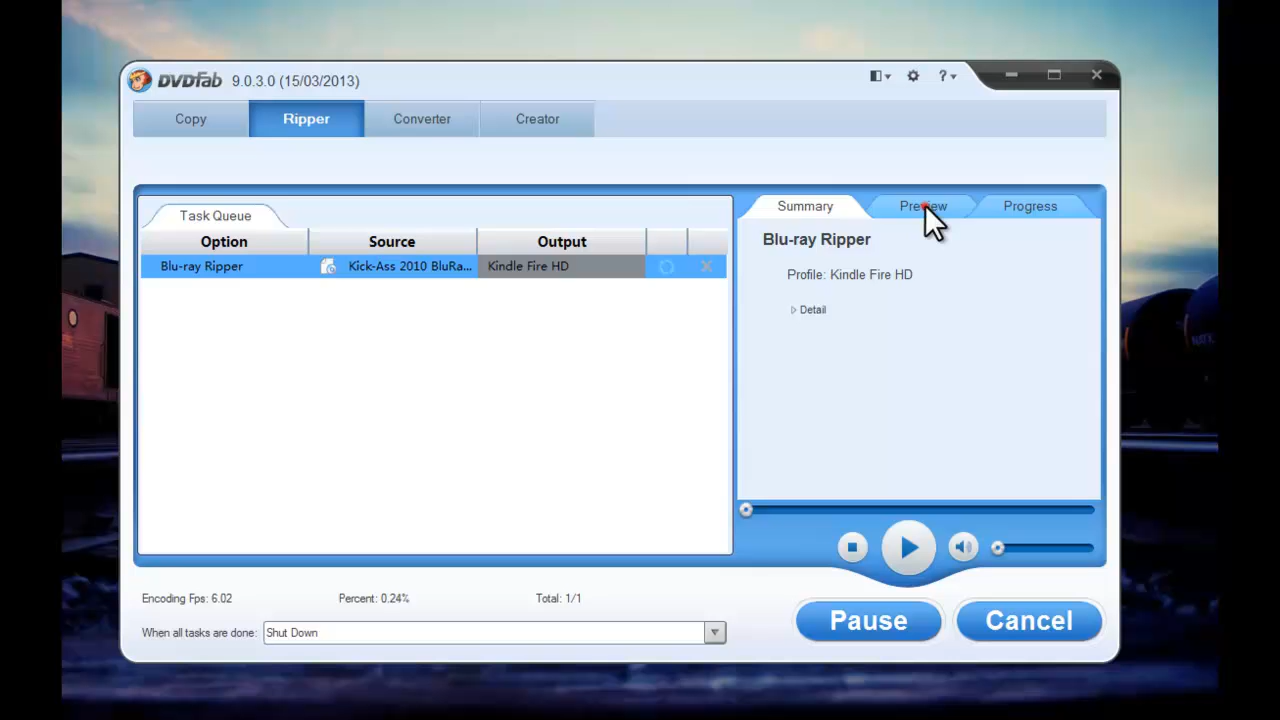 DVDFab 9.0.3.0 (15/03/2013)
?
Copy Ripper Converter Creator
Task Queue
Summary Preview Progress
Option Source Output
Blu-ray Ripper Kick-Ass 2010 BluRa... Kindle Fire HD
Blu-ray Ripper
Profile: Kindle Fire HD
Detail
Encoding Fps: 6.02 Percent: 0.24% Total: 1/1
When all tasks are done: Shut Down
Pause Cancel